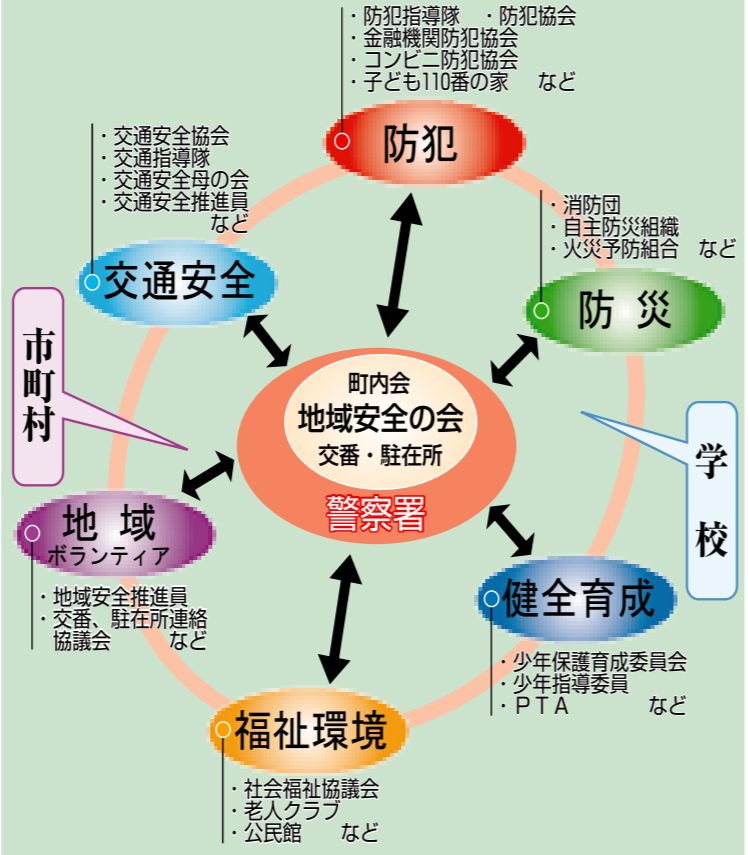 ・防犯指導隊　・防犯協会
・金融機関防犯協会
・コンビニ防犯協会
・子ども110番の家　など
防犯
・交通安全協会
・交通指導隊
・交通安全母の会
・交通安全推進員
など
交通安全
・消防団
・自主防災組織
・火災予防組合　など
防 災
市町村
町内会
地域安全の会
交番・駐在所
警察署
学 校
地 域
ボランティア
・地域安全推進員
・交番、駐在所連絡
協議会　など
健全育成
・少年保護育成委員会
・少年指導委員
・ＰＴＡ　など
福祉環境
・社会福祉協議会
・老人クラブ
・公民館　など